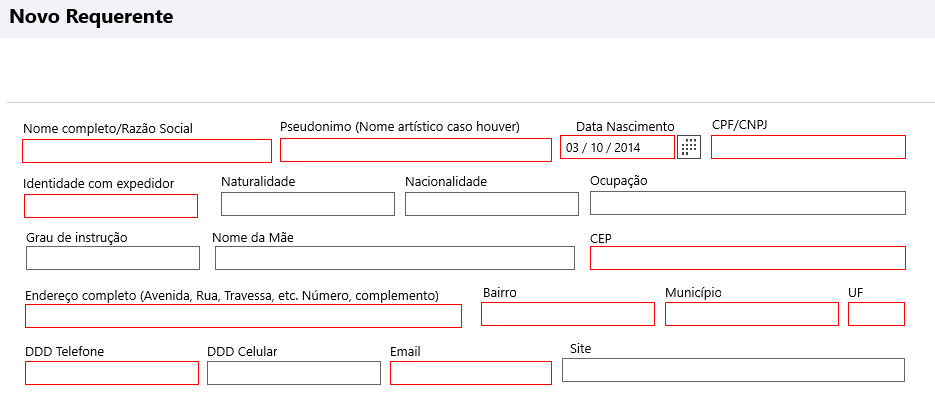 Novo Requerente
Nome completo/Razão Social
Pseudonimo (Nome artístico caso houver)
Data Nascimento
CPF/CNPJ
03 / 10 / 2014
Identidade com expedidor
Naturalidade
Nacionalidade
Ocupação
Grau de instrução
Nome da Mãe
CEP
Endereço completo (Avenida, Rua, Travessa, etc. Número, complemento)
Bairro
Município
UF
DDD Telefone
DDD Celular
Email
Site